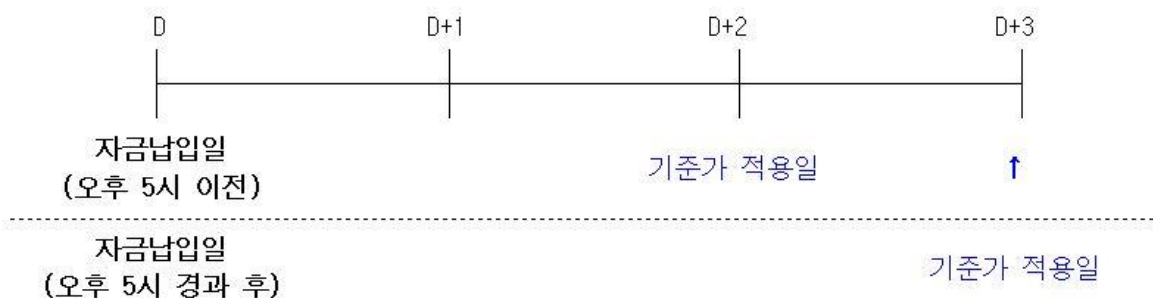 D D+1 D+2 D+3
자금납입일
(오후 5시 이전)
기준가 적용일 ↑
자금납입일
(오후 5시 경과 후)
기준가 적용일